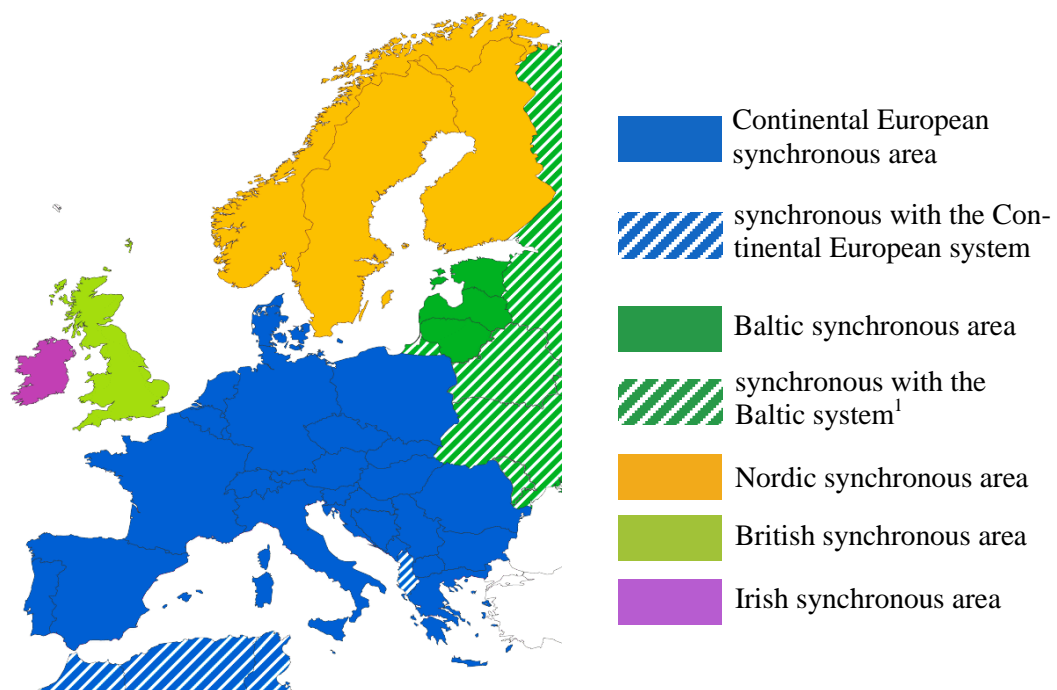 Continental European
synchronous area
synchronous with the Con-
tinental European system
Baltic synchronous area
synchronous with the
Baltic system¹
Nordic synchronous area
British synchronous area
Irish synchronous area